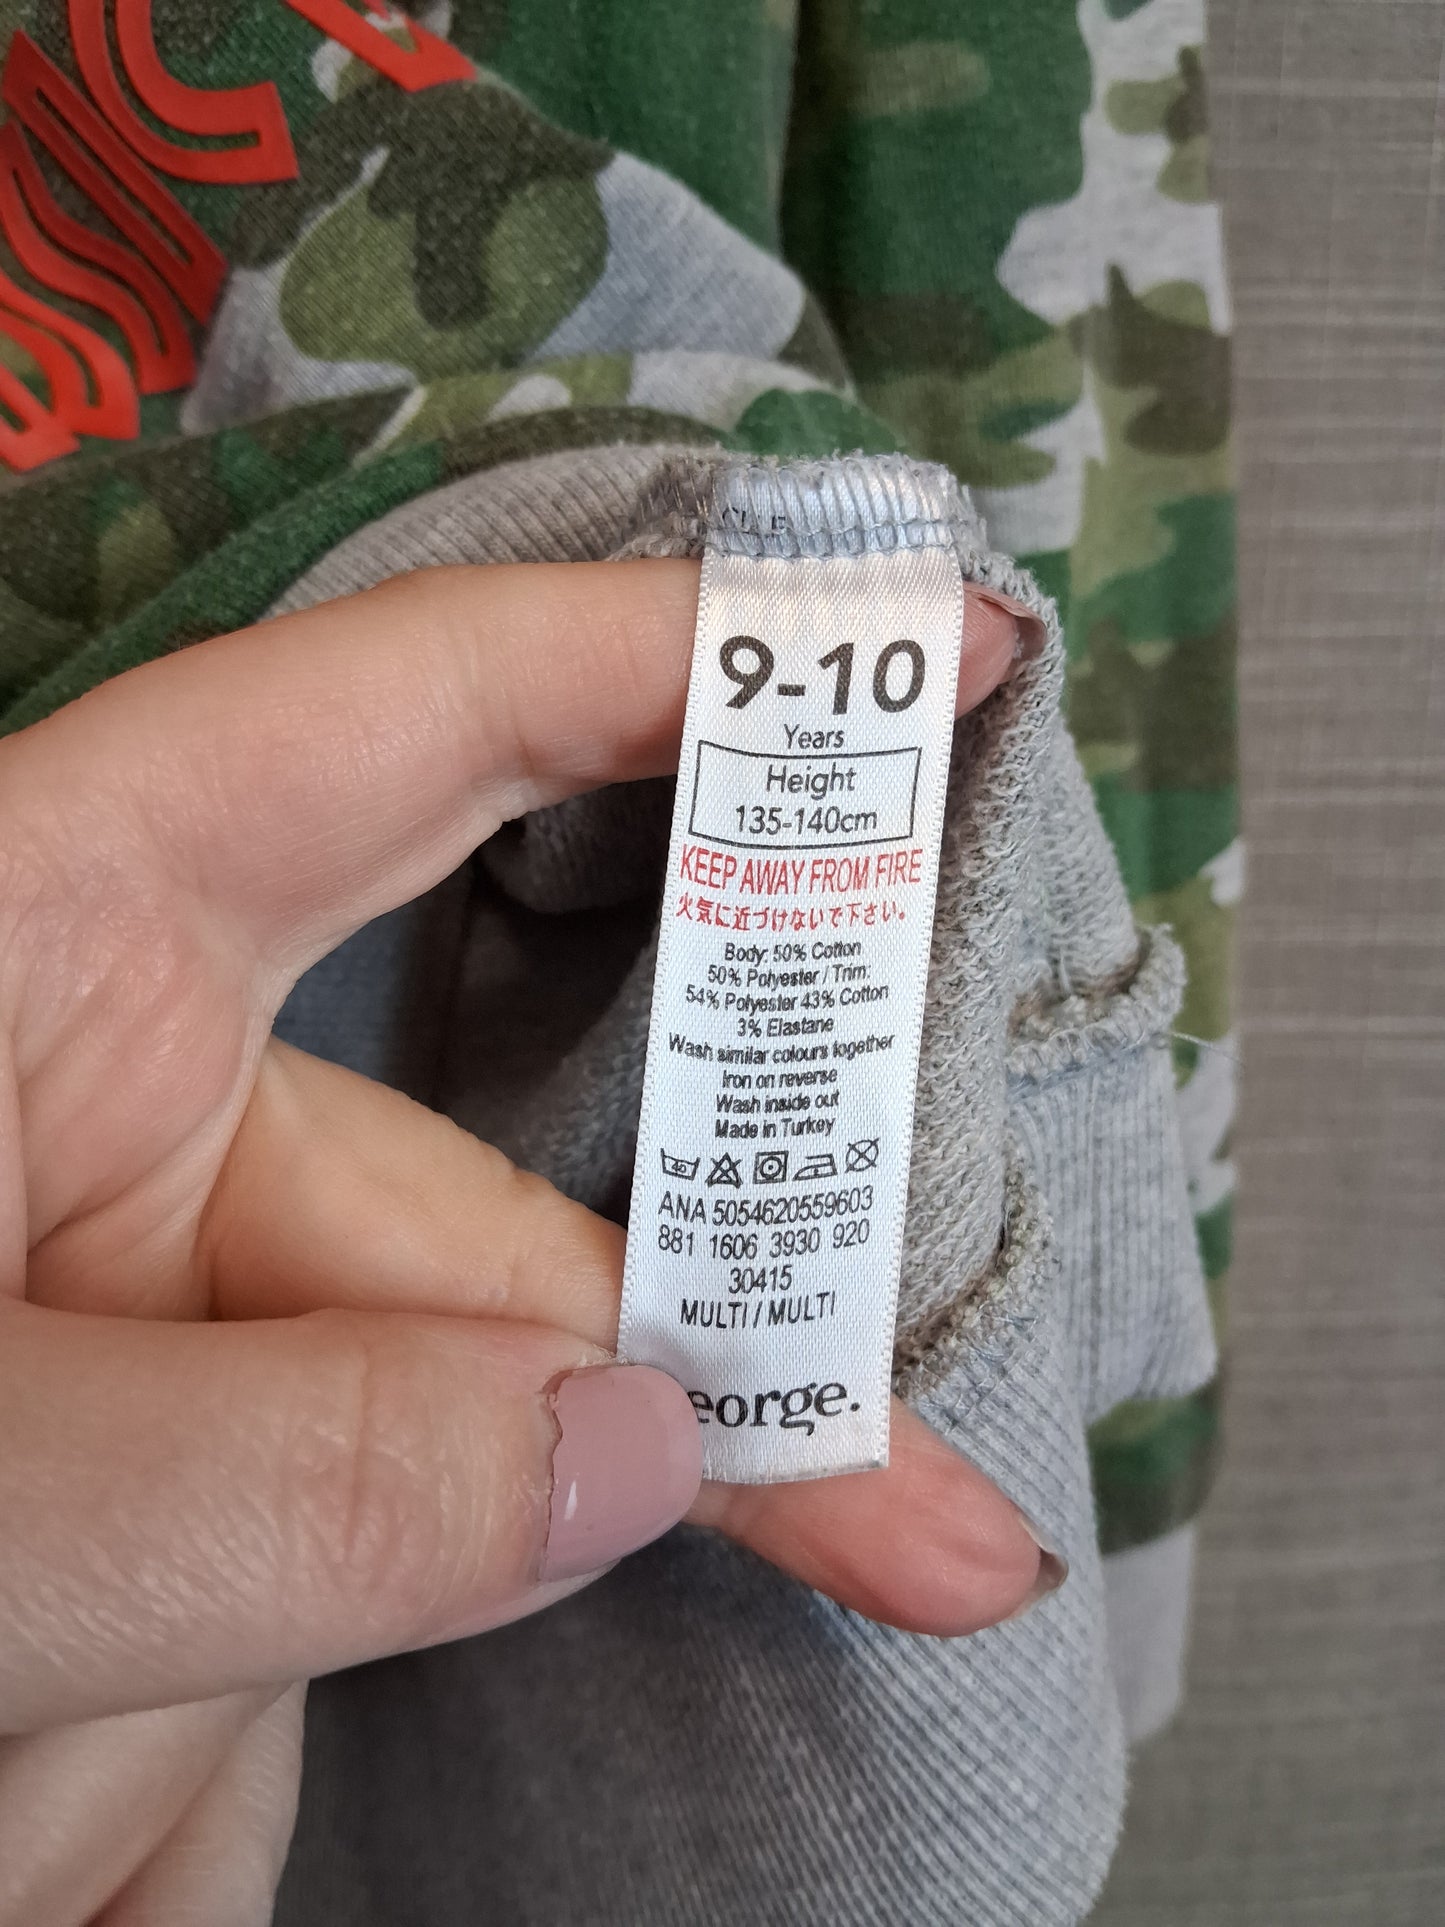 9-10
Years
Height
135-140cm
KEEP AWAY FROM FIRE
火気に近づけないで下さい。
Body: 50% Cotton
50% Polyester / Trim:
54% Polyester 43% Cotton
3% Elastane
Wash similar colours together
Iron on reverse
Wash inside out
Made in Turkey
40
ANA 5054620559603
881 1606 3930 920
30415
MULTI / MULTI
eorge.